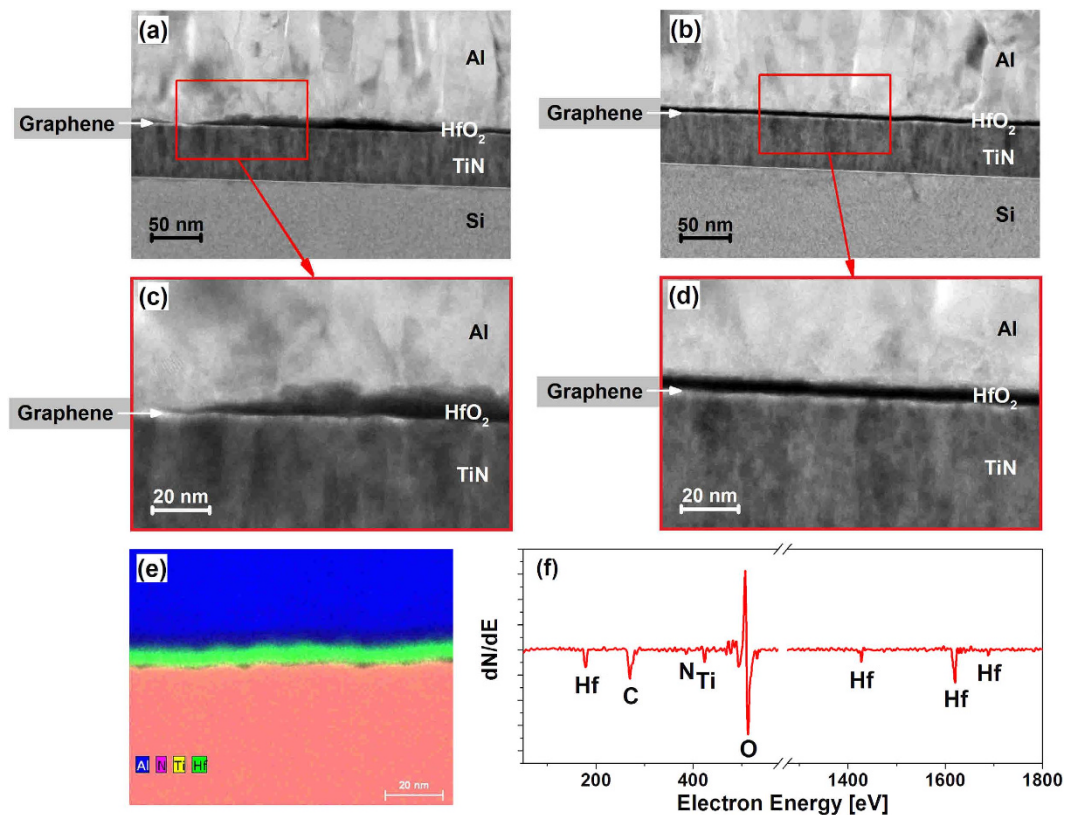 (a)
Al
Graphene
HfO₂
TiN
Si
50 nm
(b)
Al
Graphene
HfO₂
TiN
Si
50 nm
(c)
Al
Graphene
HfO₂
TiN
20 nm
(d)
Al
Graphene
HfO₂
TiN
20 nm
(e)
Al N Ti Hf
20 nm
(f)
dN/dE
Hf
C
N
Ti
O
Hf
Hf
Hf
200 400 1400 1600 1800
Electron Energy [eV]